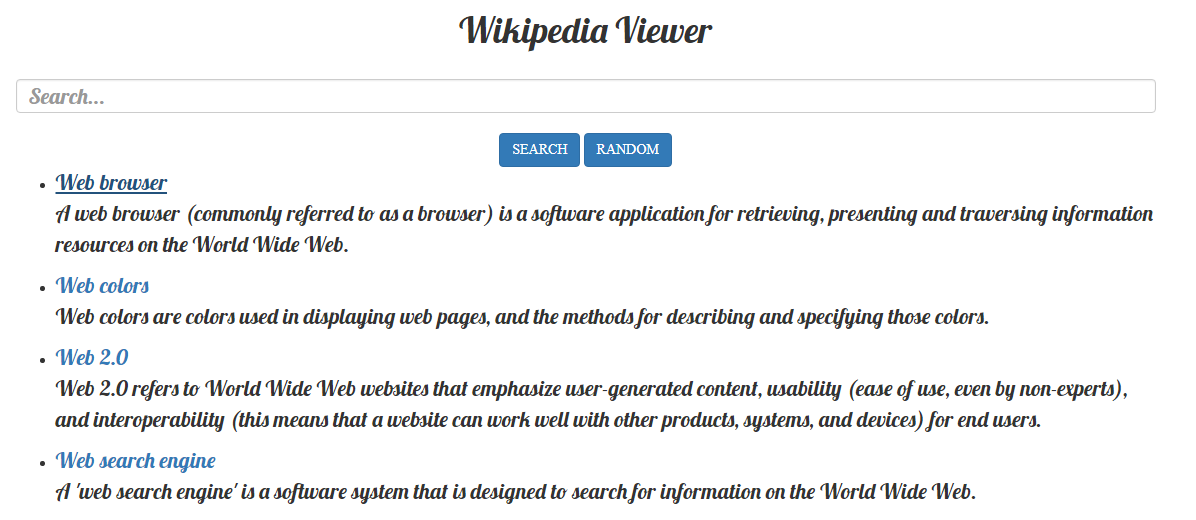 Wikipedia Viewer
Search...
SEARCH RANDOM
Web browser
A web browser (commonly referred to as a browser) is a software application for retrieving, presenting and traversing information
resources on the World Wide Web.
Web colors
Web colors are colors used in displaying web pages, and the methods for describing and specifying those colors.
Web 2.0
Web 2.0 refers to World Wide Web websites that emphasize user-generated content, usability (ease of use, even by non-experts),
and interoperability (this means that a website can work well with other products, systems, and devices) for end users.
Web search engine
A 'web search engine' is a software system that is designed to search for information on the World Wide Web.